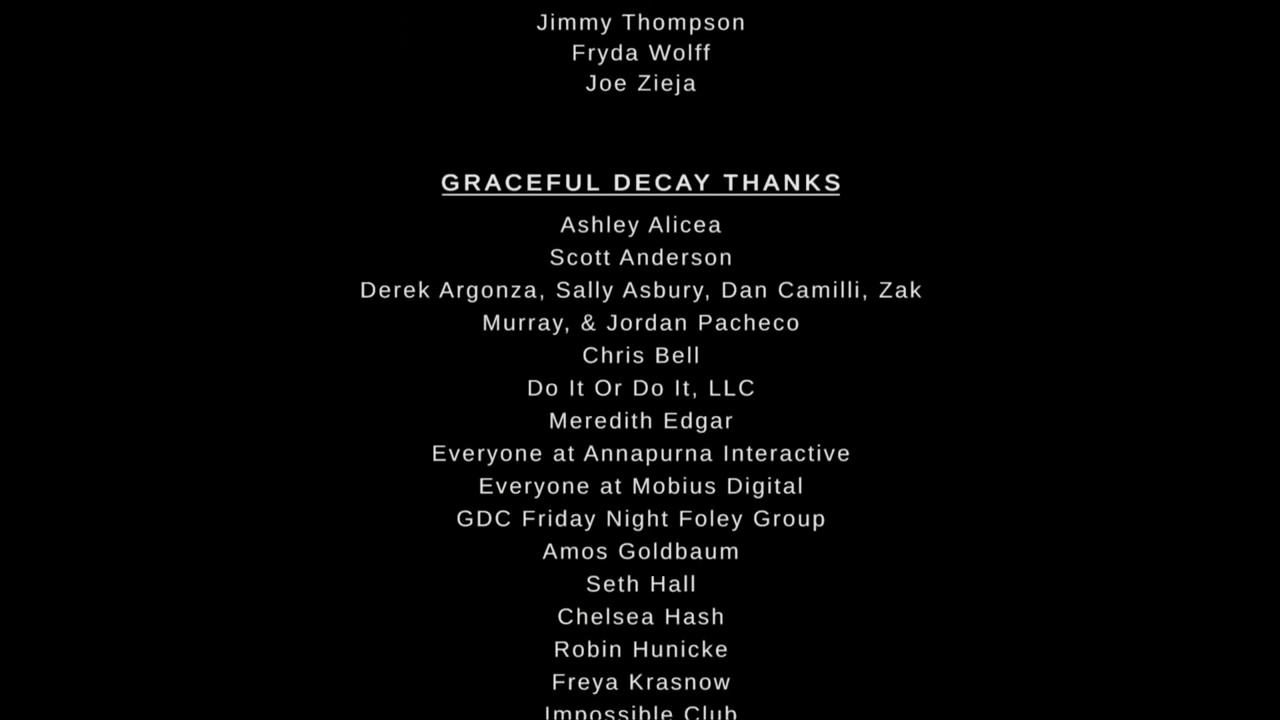 Jimmy Thompson
Fryda Wolff
Joe Zieja
GRACEFUL DECAY THANKS
Ashley Alicea
Scott Anderson
Derek Argonza, Sally Asbury, Dan Camilli, Zak
Murray, & Jordan Pacheco
Chris Bell
Do It Or Do It, LLC
Meredith Edgar
Everyone at Annapurna Interactive
Everyone at Mobius Digital
GDC Friday Night Foley Group
Amos Goldbaum
Seth Hall
Chelsea Hash
Robin Hunicke
Freya Krasnow
Impossible Club